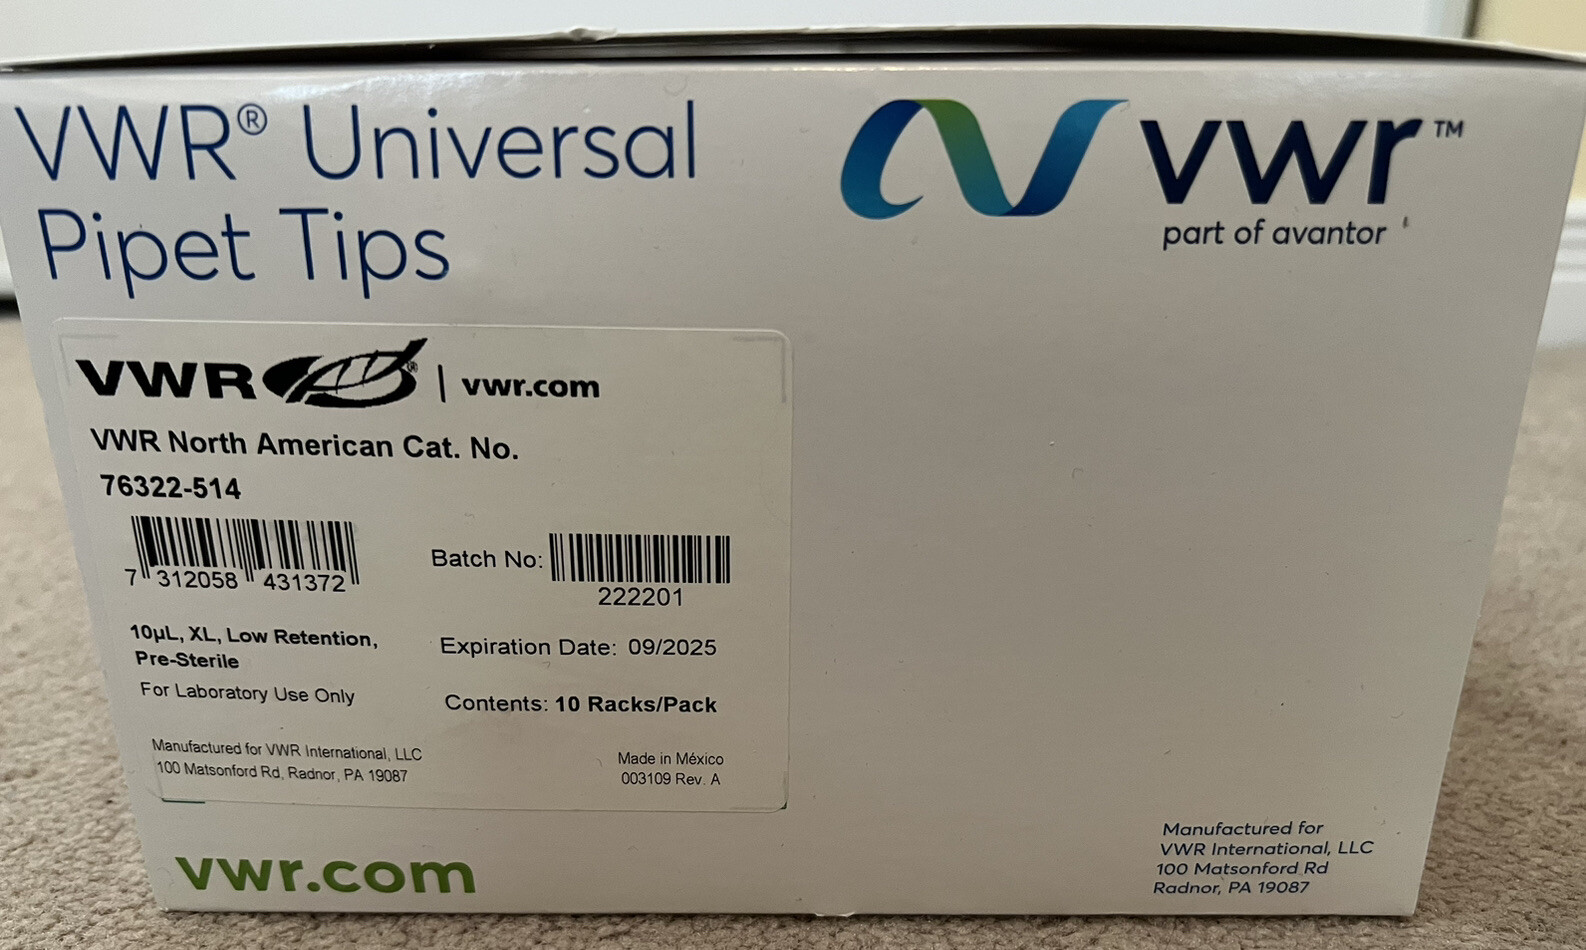 VWR® Universal
Pipet Tips
vwr™
part of avantor
VWR® | vwr.com
VWR North American Cat. No.
76322-514
7 312058 431372
Batch No:
222201
10µL, XL, Low Retention,
Pre-Sterile
For Laboratory Use Only
Expiration Date: 09/2025
Contents: 10 Racks/Pack
Manufactured for VWR International, LLC
100 Matsonford Rd, Radnor, PA 19087
Made in México
003109 Rev. A
vwr.com
Manufactured for
VWR International, LLC
100 Matsonford Rd
Radnor, PA 19087